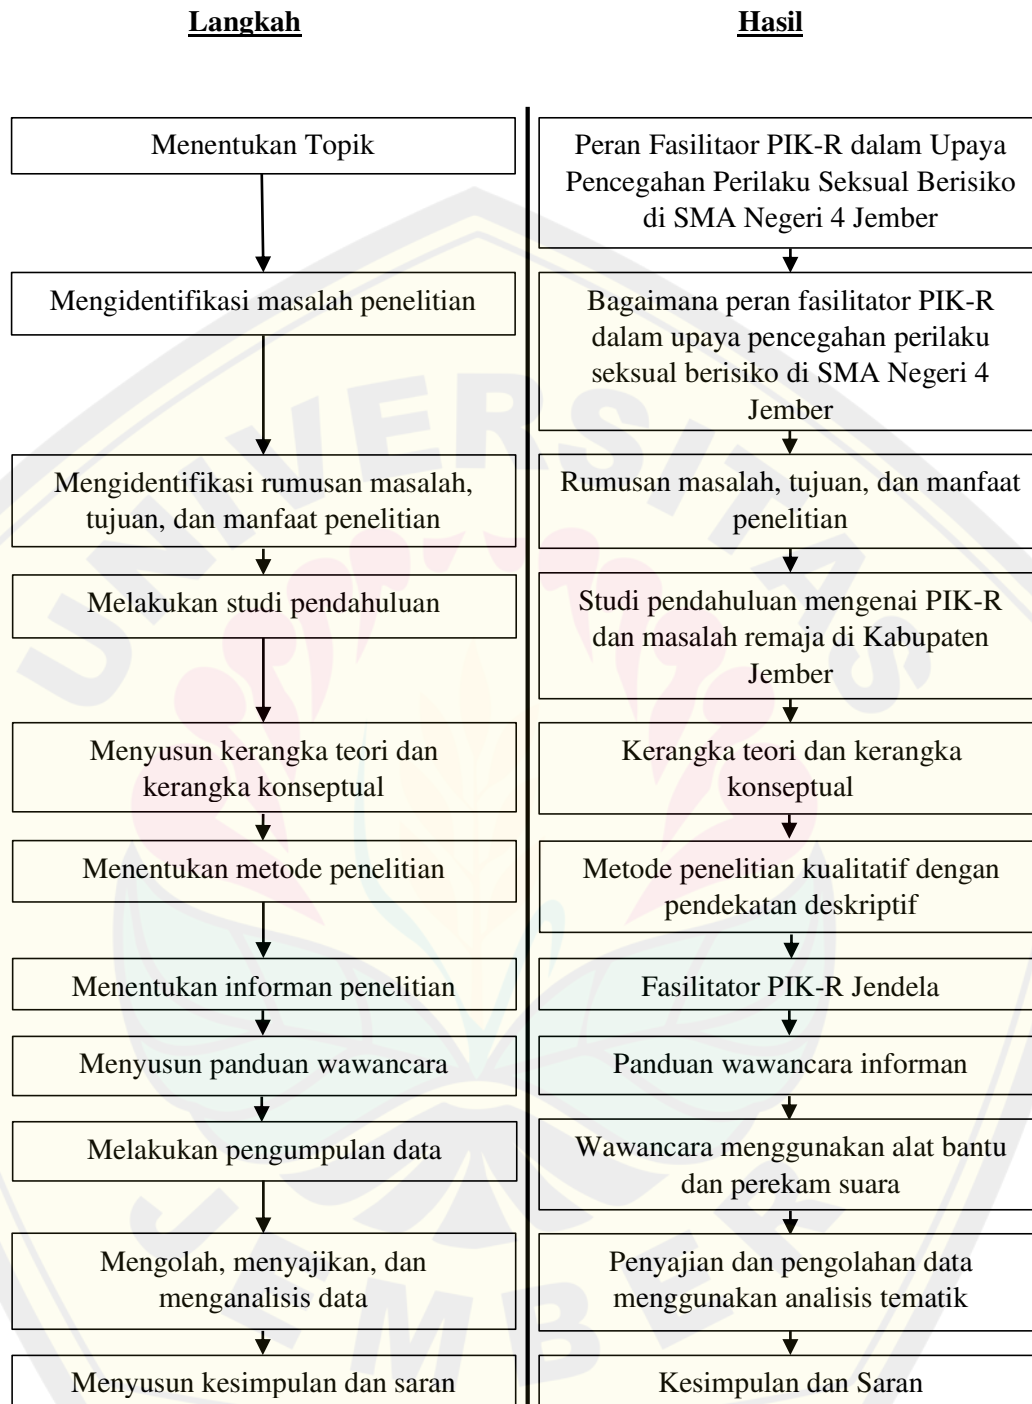 Langkah
Hasil
Menentukan Topik
Peran Fasilitaor PIK-R dalam Upaya
Pencegahan Perilaku Seksual Berisiko
di SMA Negeri 4 Jember
Mengidentifikasi masalah penelitian
Bagaimana peran fasilitator PIK-R
dalam upaya pencegahan perilaku
seksual berisiko di SMA Negeri 4
Jember
Mengidentifikasi rumusan masalah,
tujuan, dan manfaat penelitian
Rumusan masalah, tujuan, dan manfaat
penelitian
Melakukan studi pendahuluan
Studi pendahuluan mengenai PIK-R
dan masalah remaja di Kabupaten
Jember
Menyusun kerangka teori dan
kerangka konseptual
Kerangka teori dan kerangka
konseptual
Menentukan metode penelitian
Metode penelitian kualitatif dengan
pendekatan deskriptif
Menentukan informan penelitian
Fasilitator PIK-R Jendela
Menyusun panduan wawancara
Panduan wawancara informan
Melakukan pengumpulan data
Wawancara menggunakan alat bantu
dan perekam suara
Mengolah, menyajikan, dan
menganalisis data
Penyajian dan pengolahan data
menggunakan analisis tematik
Menyusun kesimpulan dan saran
Kesimpulan dan Saran
UNIVERSITAS
JEMBER